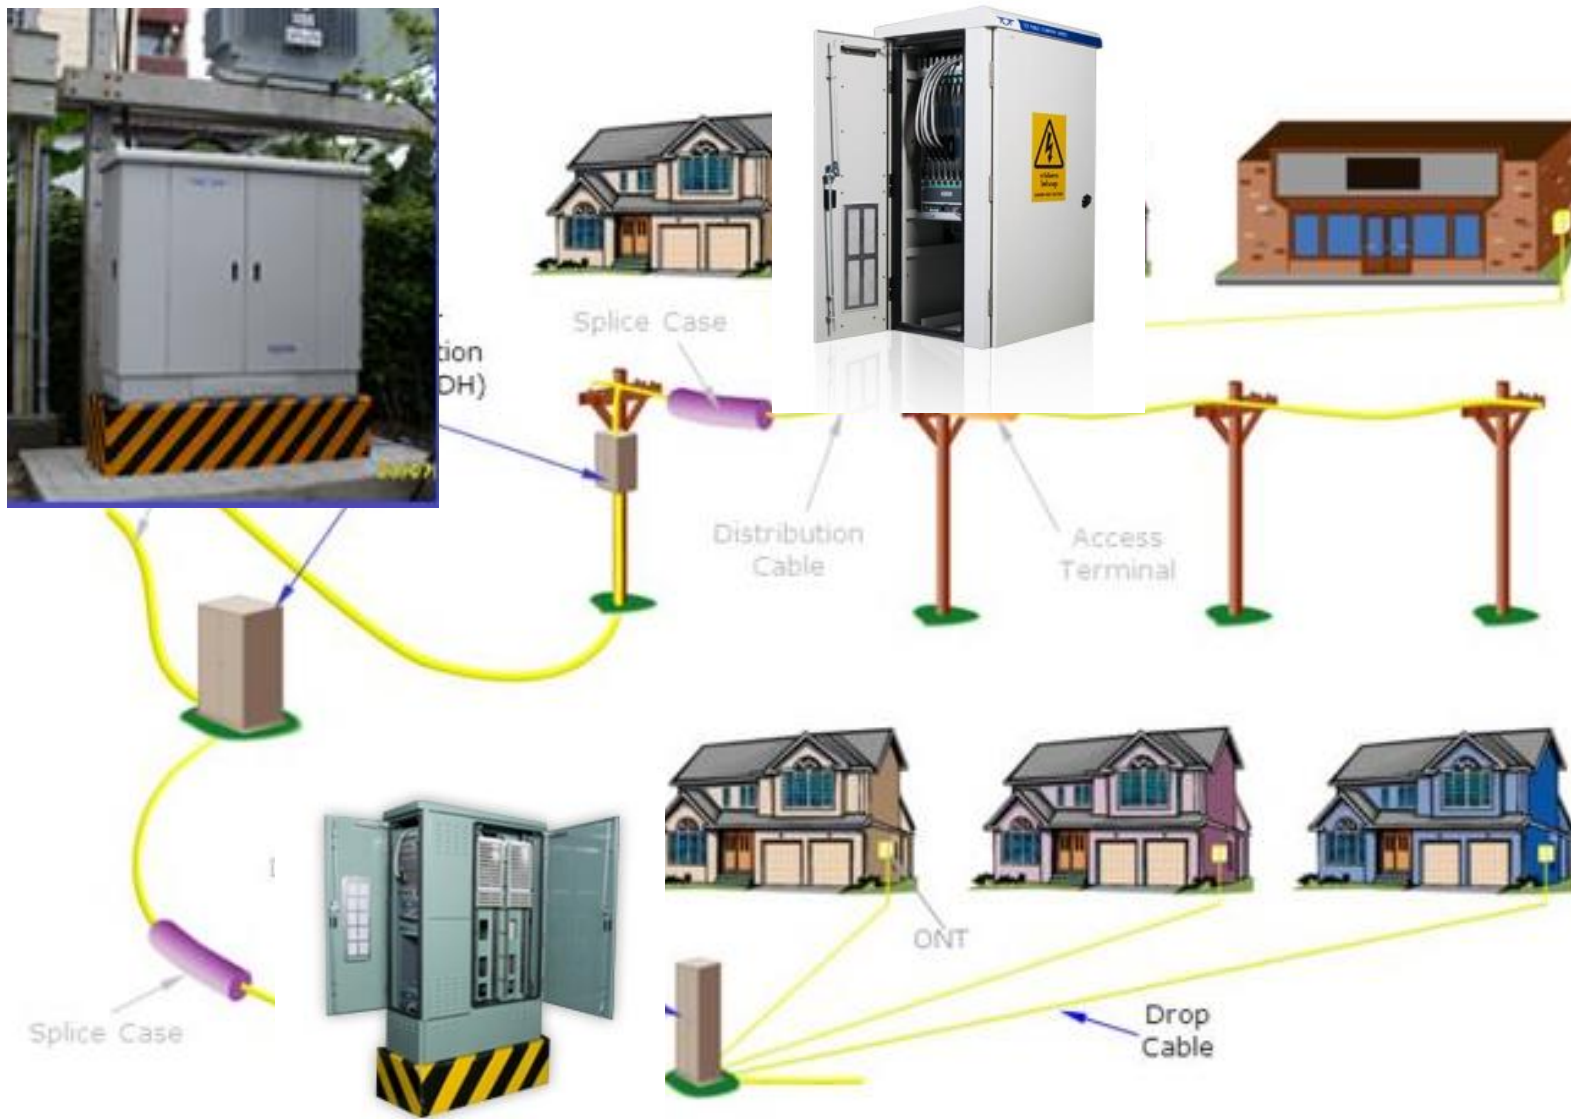 Splice Case
tion
DH)
Distribution
Cable
Access
Terminal
ONT
Drop
Cable
Splice Case